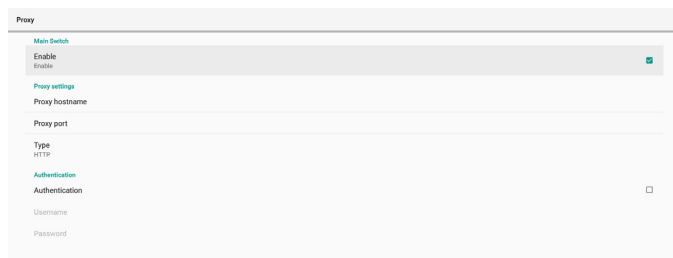 Proxy
Main Switch
Enable
Enable
Proxy settings
Proxy hostname
Proxy port
Type
HTTP
Authentication
Authentication
Username
Password